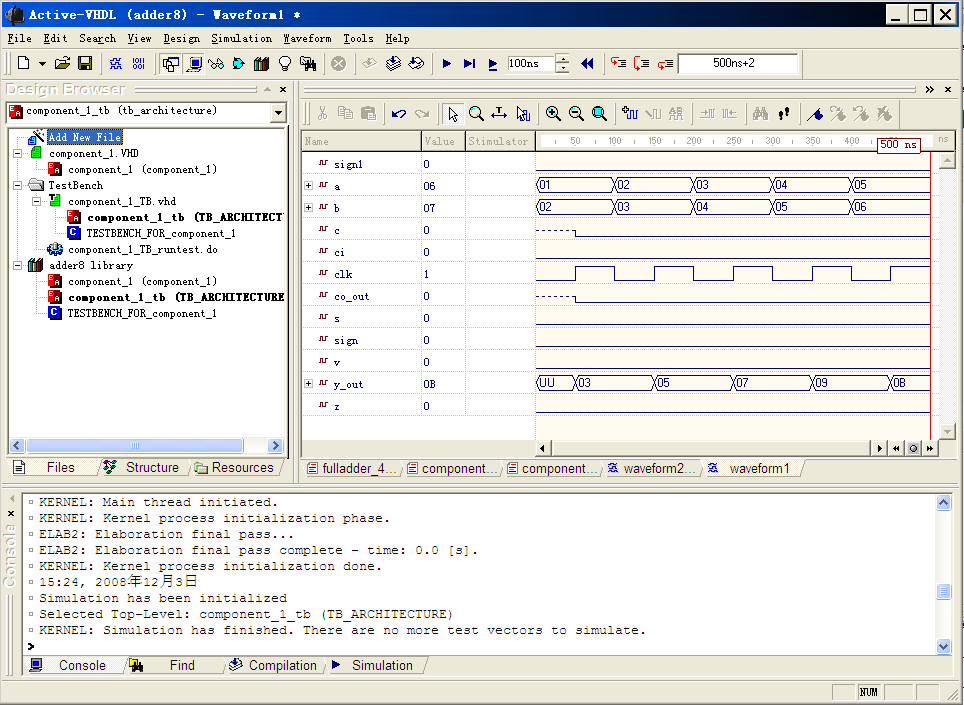 Active-VHDL (adder8) - Waveform1 *
File Edit Search View Design Simulation Waveform Tools Help
100ns 500ns+2
Design Browser
component_1_tb (tb_architecture)
Add New File
component_1.VHD
component_1 (component_1)
TestBench
component_1_TB.vhd
component_1_tb (TB_ARCHITECT
TESTBENCH_FOR_component_1
component_1_TB_runtest.do
adder8 library
component_1 (component_1)
component_1_tb (TB_ARCHITECTURE
TESTBENCH_FOR_component_1
Files Structure Resources
Name Value Stimulator 50 100 150 200 250 300 350 400 ns
500 ns
sign1 0
a 06 01 02 03 04 05
b 07 02 03 04 05 06
c 0
ci 0
clk 1
co_out 0
s 0
sign 0
v 0
y_out 0B UU 03 05 07 09 0B
z 0
fulladder_4... component... component... waveform2... waveform1
Console
KERNEL: Main thread initiated.
KERNEL: Kernel process initialization phase.
ELAB2: Elaboration final pass...
ELAB2: Elaboration final pass complete - time: 0.0 [s].
KERNEL: Kernel process initialization done.
15:24, 2008年12月3日
Simulation has been initialized
Selected Top-Level: component_1_tb (TB_ARCHITECTURE)
KERNEL: Simulation has finished. There are no more test vectors to simulate.
>
Console Find Compilation Simulation
NUM